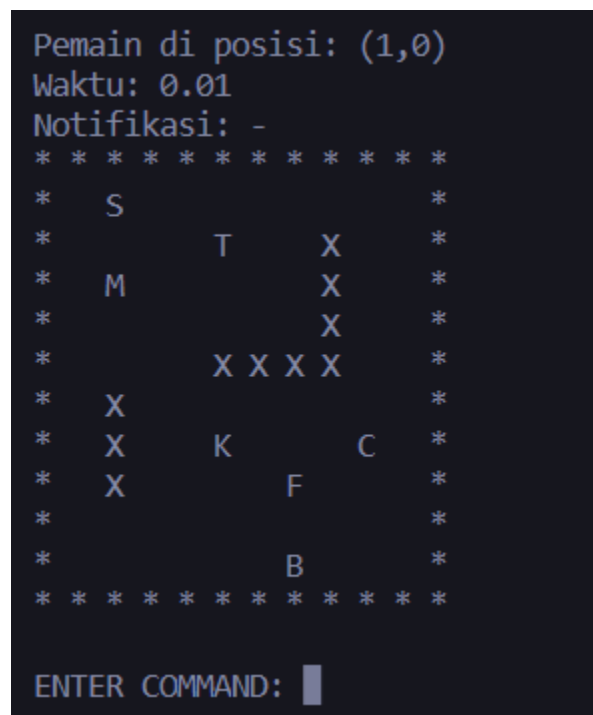 Pemain di posisi: (1,0)
Waktu: 0.01
Notifikasi: -
* * * * * * * * * * * *
*   S                 *
*         T     X     *
*   M           X     *
*               X     *
*         X X X X     *
*   X                 *
*   X     K       C   *
*   X         F       *
*                     *
*             B       *
* * * * * * * * * * * *
ENTER COMMAND: